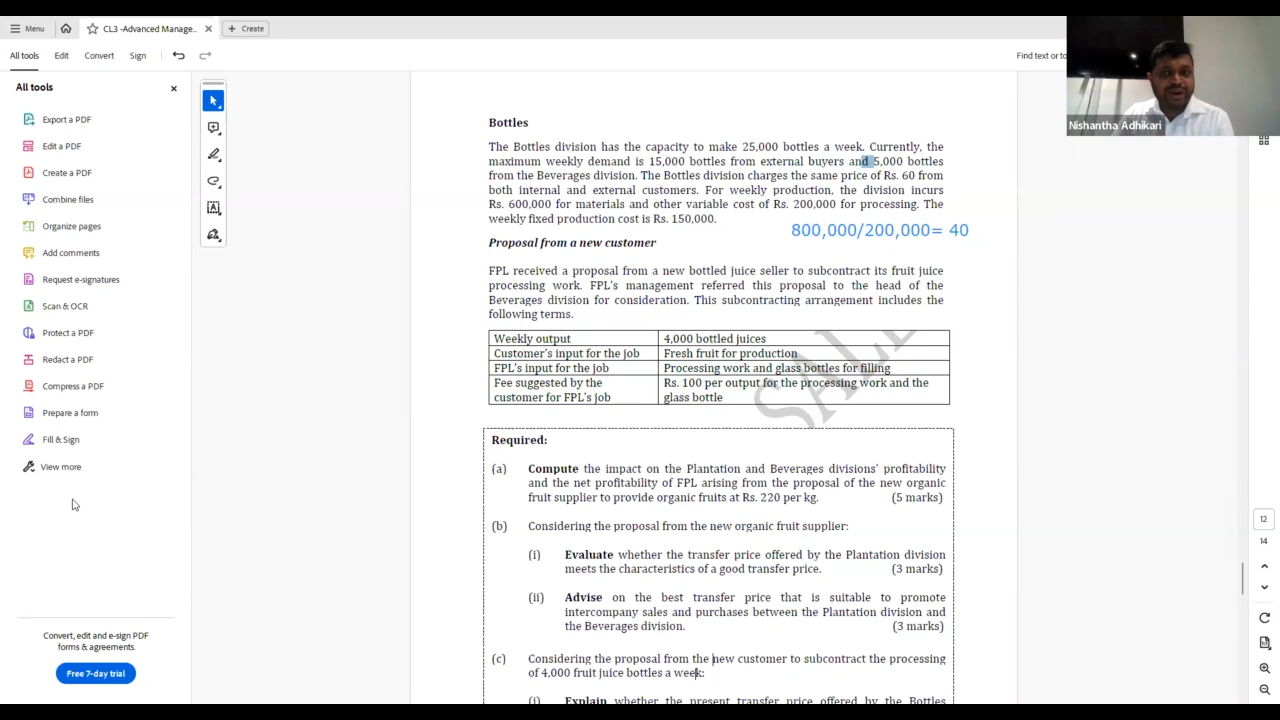 Menu
CL3 -Advanced Manage...
Create
All tools
Edit
Convert
Sign
Find text or to
Nishantha Adhikari
All tools
Export a PDF
Edit a PDF
Create a PDF
Combine files
Organize pages
Add comments
Request e-signatures
Scan & OCR
Protect a PDF
Redact a PDF
Compress a PDF
Prepare a form
Fill & Sign
View more
Convert, edit and e-sign PDF
forms & agreements.
Free 7-day trial
Bottles
The Bottles division has the capacity to make 25,000 bottles a week. Currently, the
maximum weekly demand is 15,000 bottles from external buyers and 5,000 bottles
from the Beverages division. The Bottles division charges the same price of Rs. 60 from
both internal and external customers. For weekly production, the division incurs
Rs. 600,000 for materials and other variable cost of Rs. 200,000 for processing. The
weekly fixed production cost is Rs. 150,000.
800,000/200,000= 40
Proposal from a new customer
FPL received a proposal from a new bottled juice seller to subcontract its fruit juice
processing work. FPL's management referred this proposal to the head of the
Beverages division for consideration. This subcontracting arrangement includes the
following terms.
Weekly output 4,000 bottled juices
Customer's input for the job Fresh fruit for production
FPL's input for the job Processing work and glass bottles for filling
Fee suggested by the Rs. 100 per output for the processing work and the
customer for FPL's job glass bottle
Required:
(a) Compute the impact on the Plantation and Beverages divisions' profitability
and the net profitability of FPL arising from the proposal of the new organic
fruit supplier to provide organic fruits at Rs. 220 per kg. (5 marks)
(b) Considering the proposal from the new organic fruit supplier:
(i) Evaluate whether the transfer price offered by the Plantation division
meets the characteristics of a good transfer price. (3 marks)
(ii) Advise on the best transfer price that is suitable to promote
intercompany sales and purchases between the Plantation division and
the Beverages division. (3 marks)
(c) Considering the proposal from the new customer to subcontract the processing
of 4,000 fruit juice bottles a week:
(i) Explain whether the present transfer price offered by the Bottles
12
14